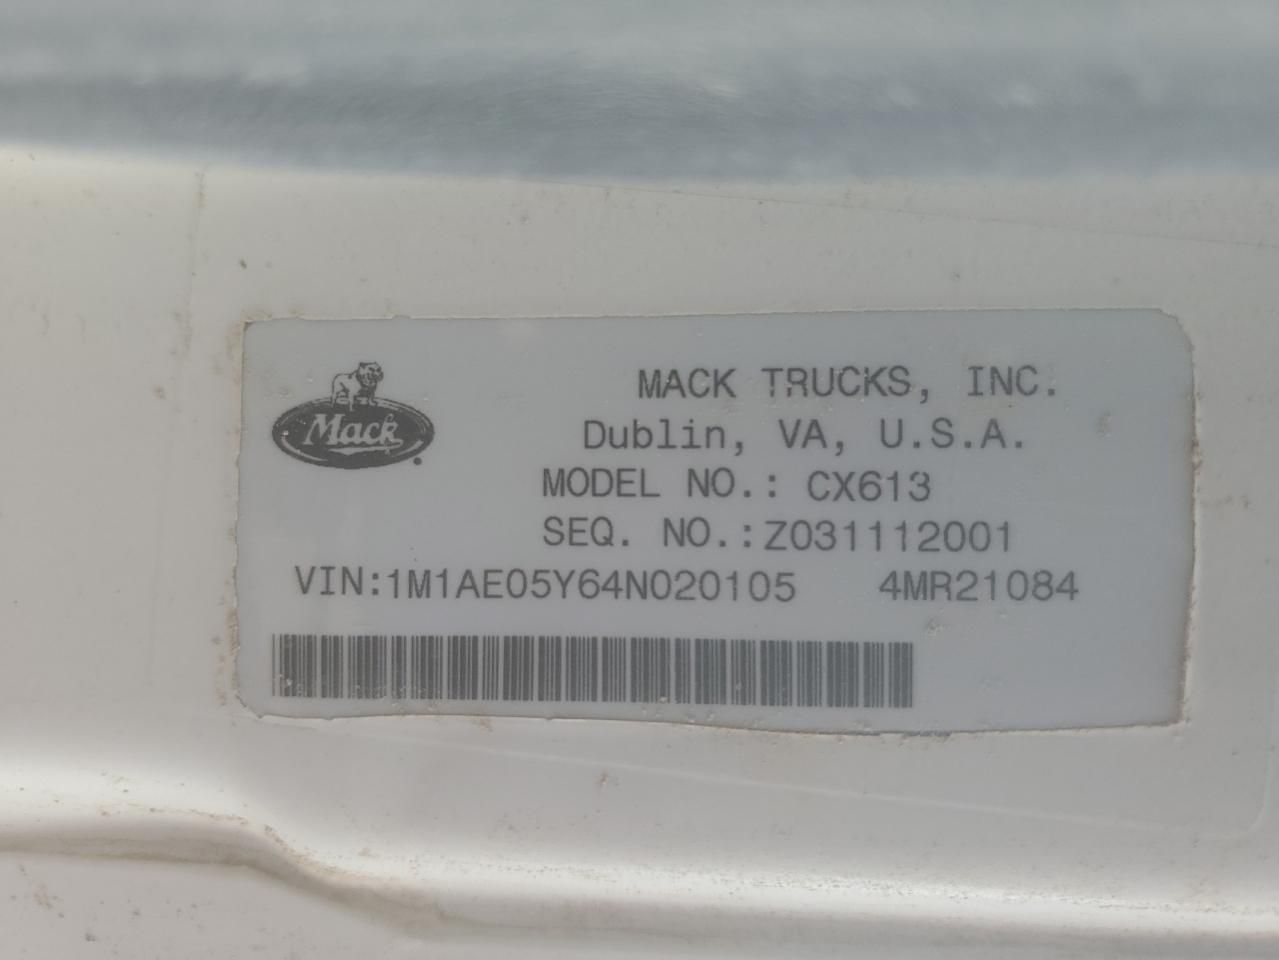 Mack
MACK TRUCKS, INC.
Dublin, VA, U.S.A.
MODEL NO.: CX613
SEQ. NO.:Z031112001
VIN:1M1AE05Y64N020105 4MR21084